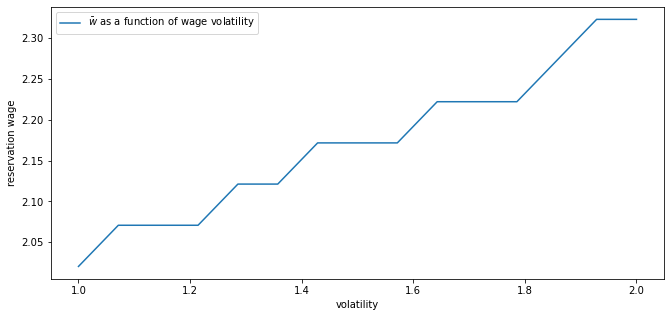 w̄ as a function of wage volatility
2.30
2.25
2.20
2.15
2.10
2.05
reservation wage
1.0 1.2 1.4 1.6 1.8 2.0
volatility